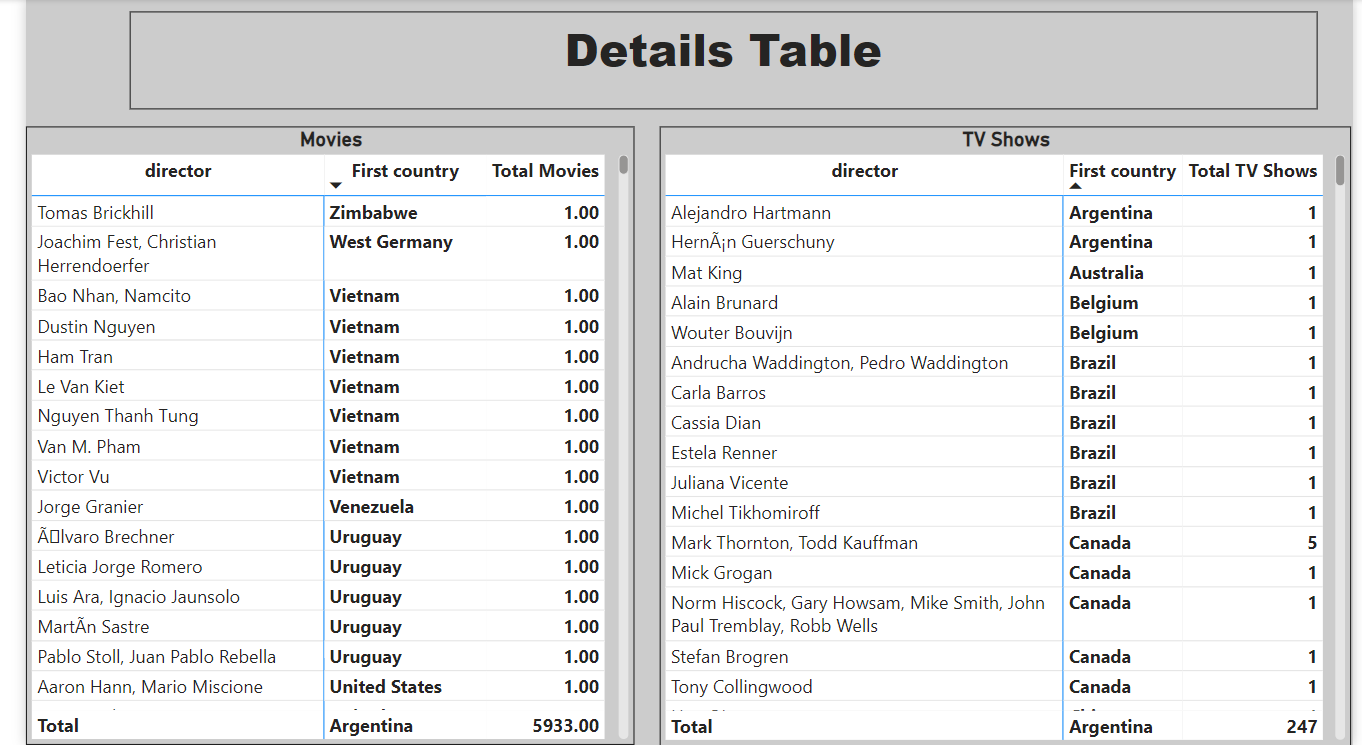 Details Table
Movies
director First country Total Movies
Tomas Brickhill Zimbabwe 1.00
Joachim Fest, Christian West Germany 1.00
Herrendoerfer
Bao Nhan, Namcito Vietnam 1.00
Dustin Nguyen Vietnam 1.00
Ham Tran Vietnam 1.00
Le Van Kiet Vietnam 1.00
Nguyen Thanh Tung Vietnam 1.00
Van M. Pham Vietnam 1.00
Victor Vu Vietnam 1.00
Jorge Granier Venezuela 1.00
Ã�lvaro Brechner Uruguay 1.00
Leticia Jorge Romero Uruguay 1.00
Luis Ara, Ignacio Jaunsolo Uruguay 1.00
MartÃn Sastre Uruguay 1.00
Pablo Stoll, Juan Pablo Rebella Uruguay 1.00
Aaron Hann, Mario Miscione United States 1.00
Total Argentina 5933.00
TV Shows
director First country Total TV Shows
Alejandro Hartmann Argentina 1
HernÃ¡n Guerschuny Argentina 1
Mat King Australia 1
Alain Brunard Belgium 1
Wouter Bouvijn Belgium 1
Andrucha Waddington, Pedro Waddington Brazil 1
Carla Barros Brazil 1
Cassia Dian Brazil 1
Estela Renner Brazil 1
Juliana Vicente Brazil 1
Michel Tikhomiroff Brazil 1
Mark Thornton, Todd Kauffman Canada 5
Mick Grogan Canada 1
Norm Hiscock, Gary Howsam, Mike Smith, John Canada 1
Paul Tremblay, Robb Wells
Stefan Brogren Canada 1
Tony Collingwood Canada 1
Total Argentina 247